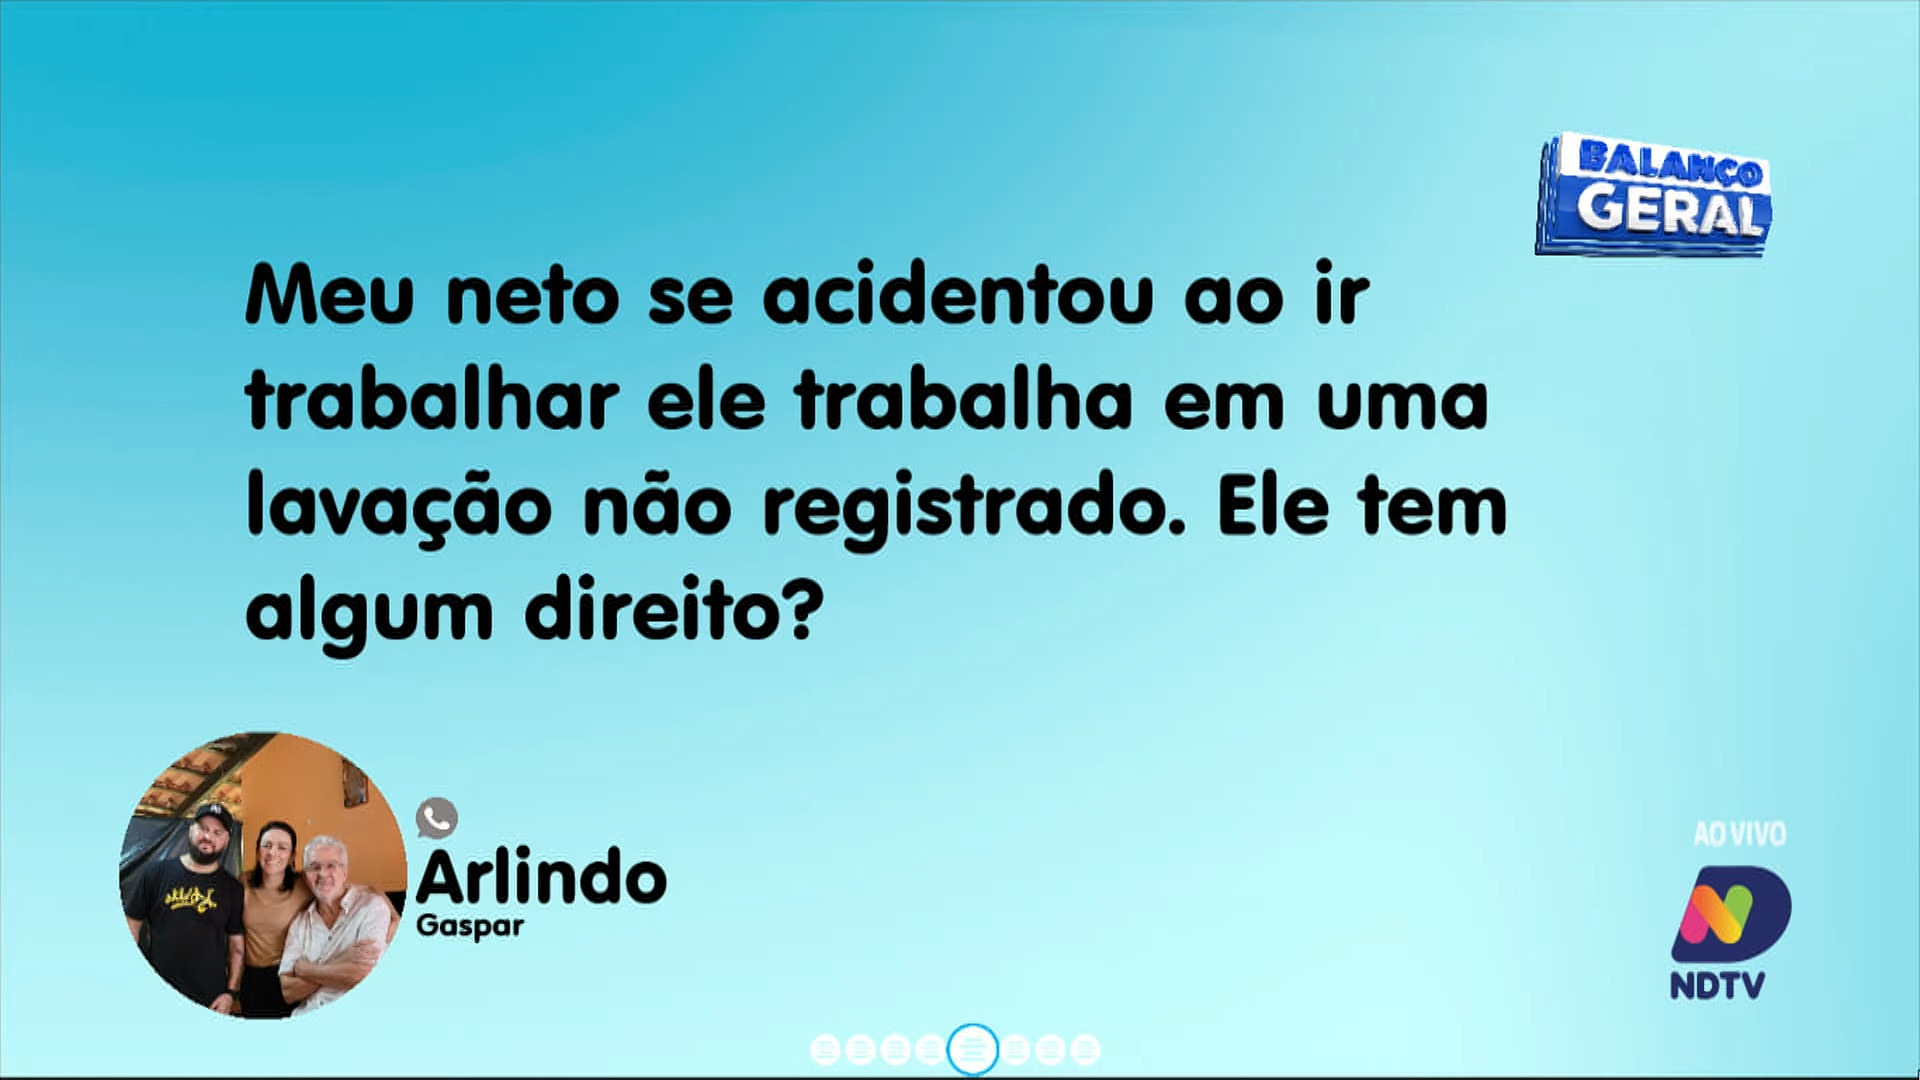 BALANÇO
GERAL
Meu neto se acidentou ao ir
trabalhar ele trabalha em uma
lavação não registrado. Ele tem
algum direito?
Arlindo
Gaspar
AO VIVO
NDTV